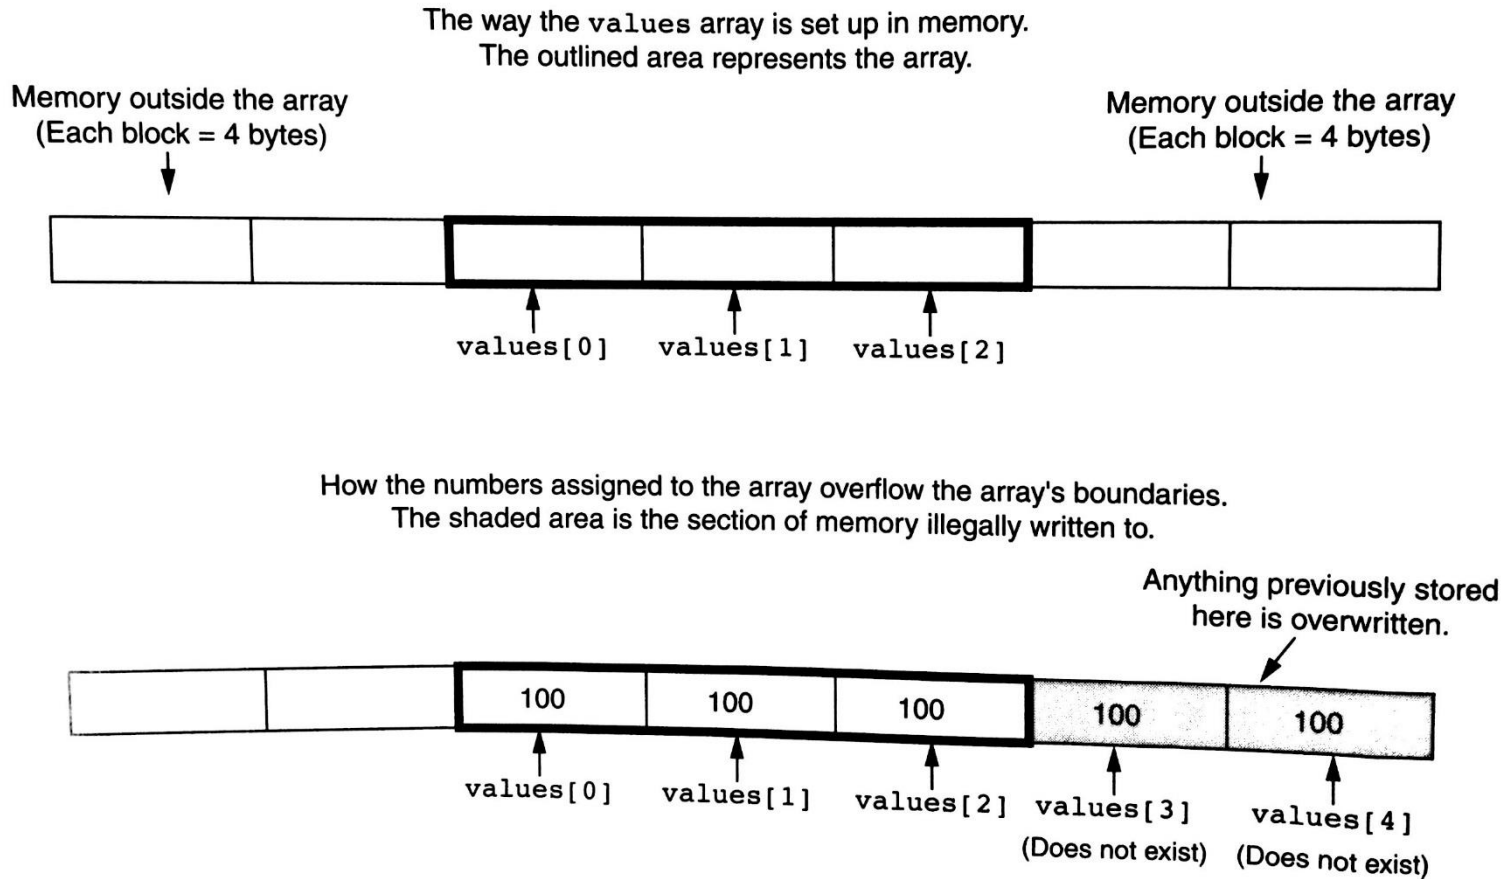 The way the values array is set up in memory.
The outlined area represents the array.
Memory outside the array
(Each block = 4 bytes)
Memory outside the array
(Each block = 4 bytes)
values[0]
values[1]
values[2]
How the numbers assigned to the array overflow the array's boundaries.
The shaded area is the section of memory illegally written to.
Anything previously stored
here is overwritten.
100
100
100
100
100
values[0]
values[1]
values[2]
values[3]
(Does not exist)
values[4]
(Does not exist)